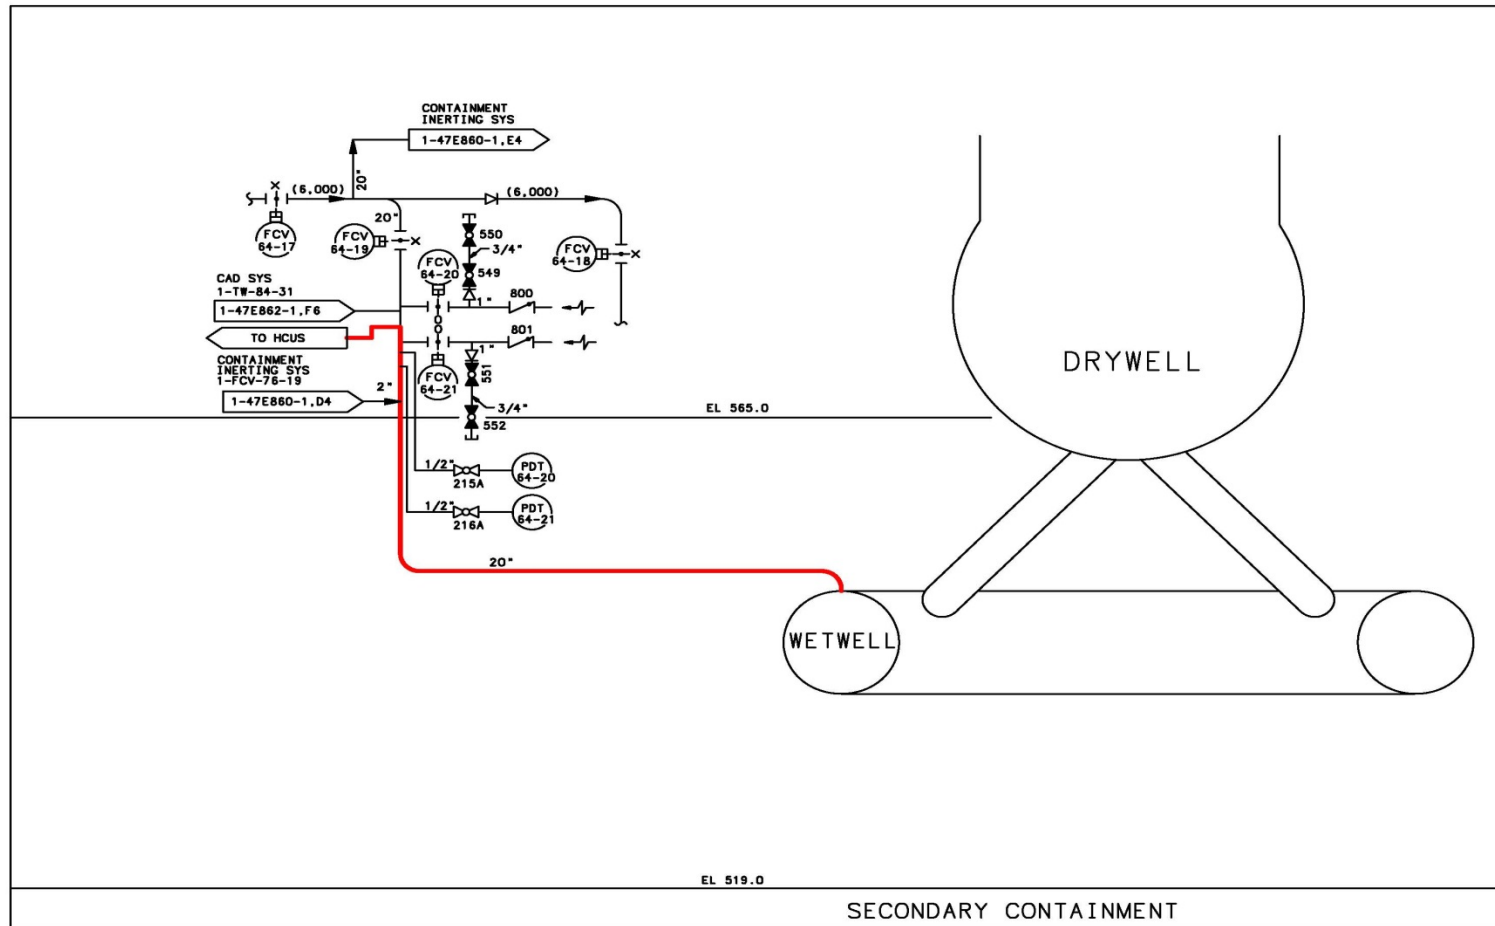 CONTAINMENT
INERTING SYS
1-47E860-1,E4
20"
(6,000)
(6,000)
FCV
64-17
20"
FCV
64-19
FCV
64-20
550
3/4"
549
FCV
64-18
CAD SYS
1-TW-84-31
1-47E862-1,F6
1"
800
TO HCUS
801
CONTAINMENT
INERTING SYS
1-FCV-76-19
1-47E860-1,D4
2"
1"
FCV
64-21
551
3/4"
552
EL 565.0
DRYWELL
1/2"
215A
PDT
64-20
1/2"
216A
PDT
64-21
20"
WETWELL
EL 519.0
SECONDARY CONTAINMENT